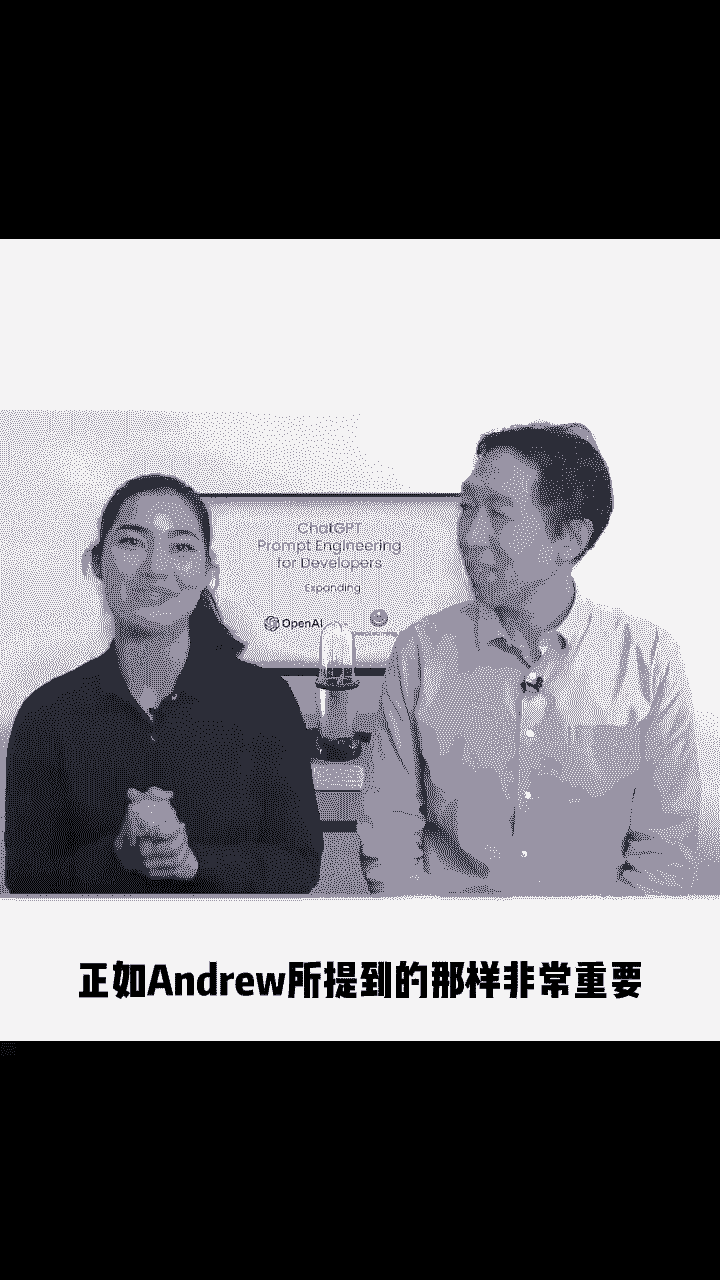 ChatGPT
Prompt Engineering
for Developers
Expanding
OpenAI
正如Andrew所提到的那样非常重要